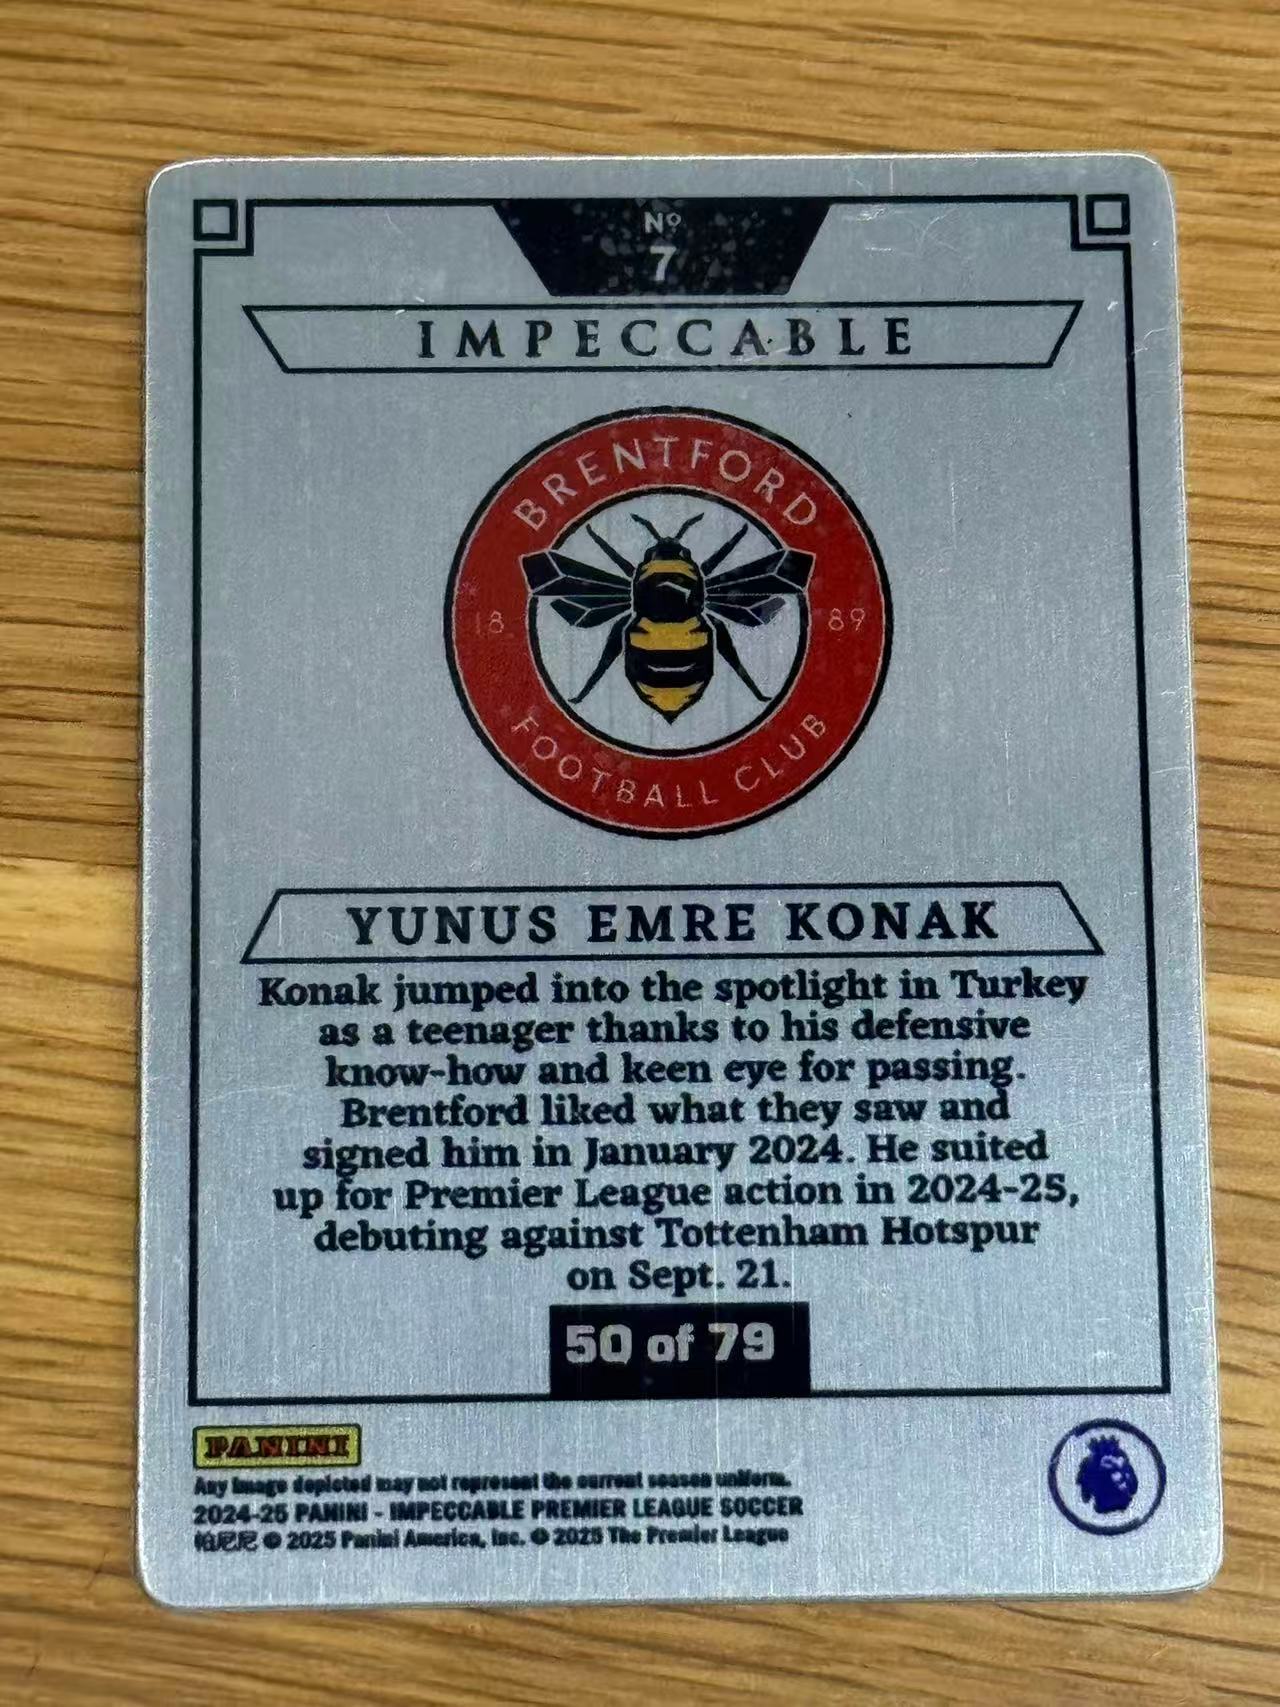 Nº
7
IMPECCABLE
BRENTFORD
18 89
FOOTBALL CLUB
YUNUS EMRE KONAK
Konak jumped into the spotlight in Turkey
as a teenager thanks to his defensive
know-how and keen eye for passing.
Brentford liked what they saw and
signed him in January 2024. He suited
up for Premier League action in 2024-25,
debuting against Tottenham Hotspur
on Sept. 21.
50 of 79
PANINI
Any image depicted may not represent the current season uniform.
2024-25 PANINI - IMPECCABLE PREMIER LEAGUE SOCCER
帕尼尼 © 2025 Panini America, Inc. © 2025 The Premier League